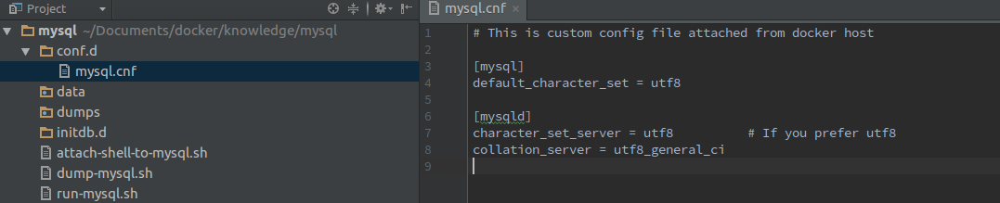 Project
mysql ~/Documents/docker/knowledge/mysql
conf.d
mysql.cnf
data
dumps
initdb.d
attach-shell-to-mysql.sh
dump-mysql.sh
run-mysql.sh
mysql.cnf
1 # This is custom config file attached from docker host
2
3 [mysql]
4 default_character_set = utf8
5
6 [mysqld]
7 character_set_server = utf8 # If you prefer utf8
8 collation_server = utf8_general_ci
9